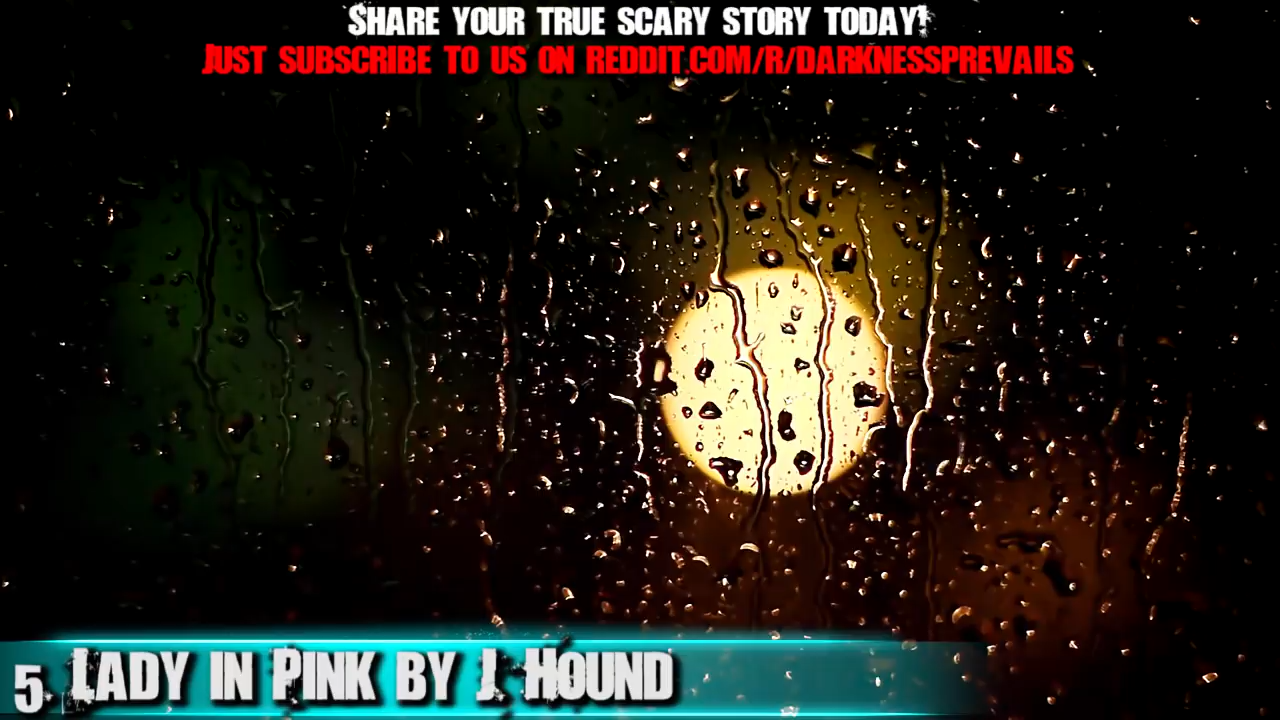 Share your true scary story today!
Just subscribe to us on reddit.com/r/darknessprevails
5. Lady in Pink by J. Hound